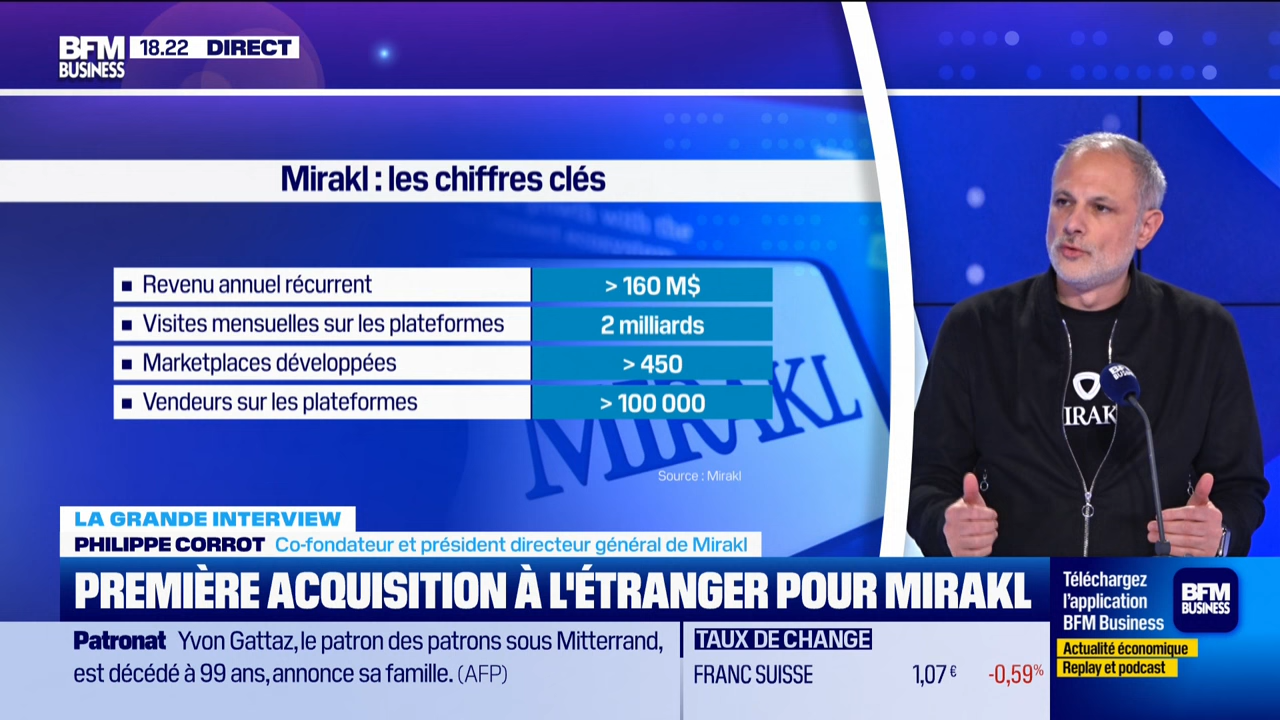 BFM
BUSINESS
18.22 DIRECT
Mirakl : les chiffres clés
Revenu annuel récurrent > 160 M$
Visites mensuelles sur les plateformes 2 milliards
Marketplaces développées > 450
Vendeurs sur les plateformes > 100 000
MIRAKL
Source : Mirakl
BFM
BUSINESS
IRAK
LA GRANDE INTERVIEW
PHILIPPE CORROT Co-fondateur et président directeur général de Mirakl
PREMIÈRE ACQUISITION À L'ÉTRANGER POUR MIRAKL
Patronat Yvon Gattaz, le patron des patrons sous Mitterrand,
est décédé à 99 ans, annonce sa famille. (AFP)
TAUX DE CHANGE
FRANC SUISSE 1,07 € -0,59%
Téléchargez
l'application
BFM Business
BFM
BUSINESS
Actualité économique
Replay et podcast